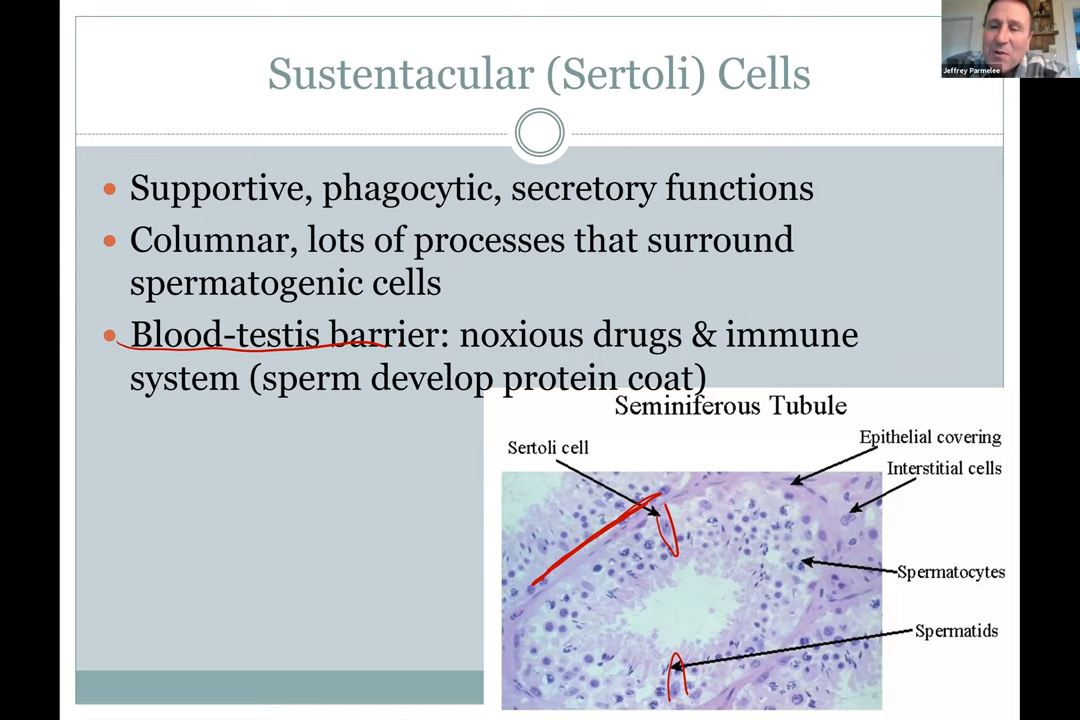 Jeffrey Parmelee
Sustentacular (Sertoli) Cells
• Supportive, phagocytic, secretory functions
• Columnar, lots of processes that surround
spermatogenic cells
• Blood-testis barrier: noxious drugs & immune
system (sperm develop protein coat)
Seminiferous Tubule
Epithelial covering
Sertoli cell
Interstitial cells
Spermatocytes
Spermatids